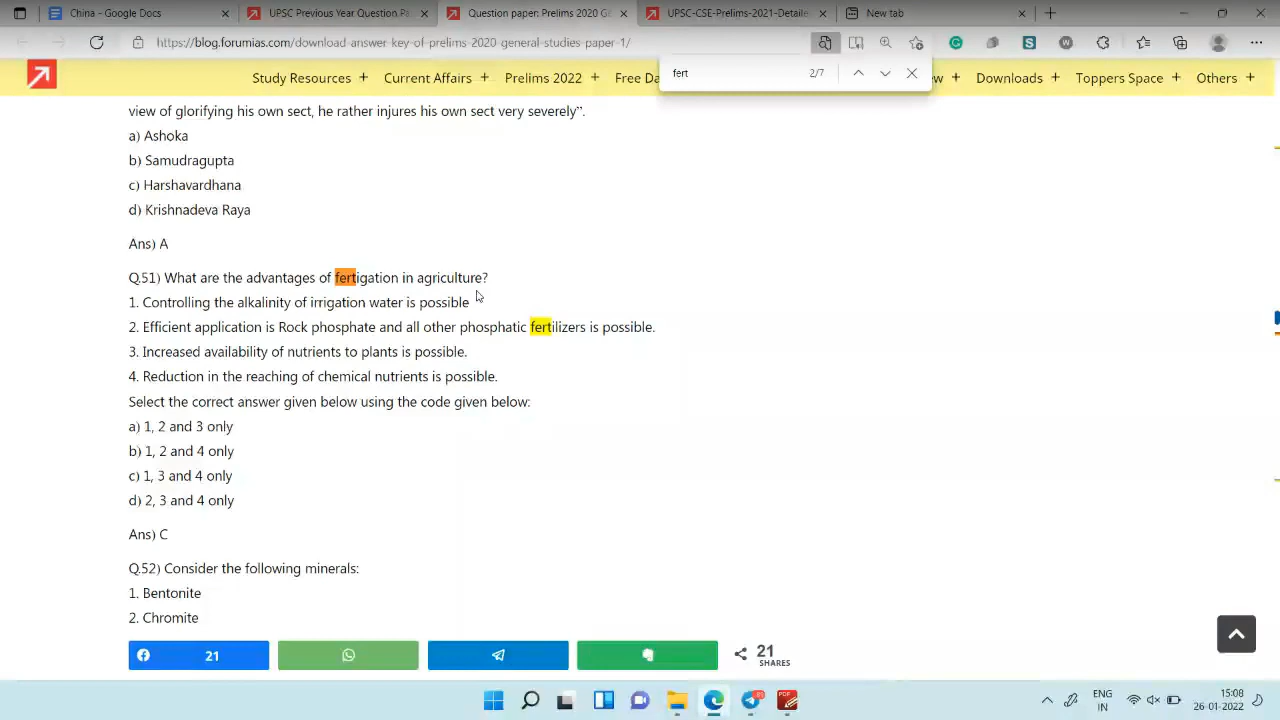 China - Google Docs
UPSC Previous Year Question Pa
Question paper: Prelims 2020 G
UPSC-CSE-Prelims-2021-Detaile
New tab
https://blog.forumias.com/download-answer-key-of-prelims-2020-general-studies-paper-1/
fert
2/7
Study Resources +
Current Affairs +
Prelims 2022 +
Free Da
ew +
Downloads +
Toppers Space +
Others +
view of glorifying his own sect, he rather injures his own sect very severely”.
a) Ashoka
b) Samudragupta
c) Harshavardhana
d) Krishnadeva Raya
Ans) A
Q.51) What are the advantages of fertigation in agriculture?
1. Controlling the alkalinity of irrigation water is possible
2. Efficient application is Rock phosphate and all other phosphatic fertilizers is possible.
3. Increased availability of nutrients to plants is possible.
4. Reduction in the reaching of chemical nutrients is possible.
Select the correct answer given below using the code given below:
a) 1, 2 and 3 only
b) 1, 2 and 4 only
c) 1, 3 and 4 only
d) 2, 3 and 4 only
Ans) C
Q.52) Consider the following minerals:
1. Bentonite
2. Chromite
21
21
SHARES
ENG
IN
15:08
26-01-2022